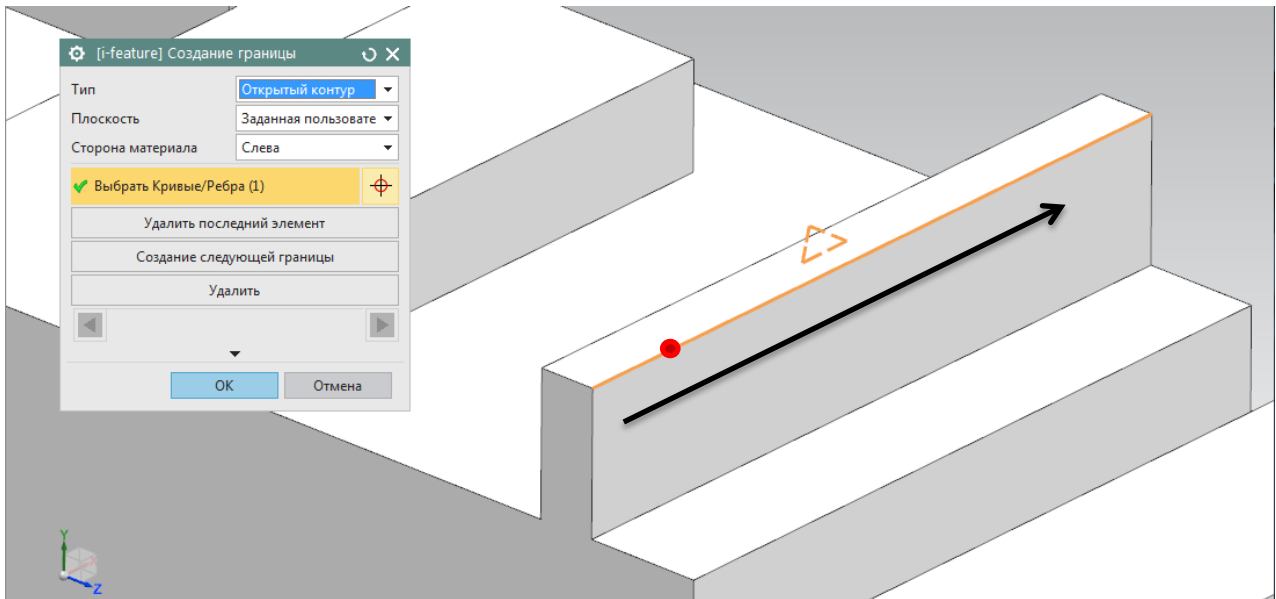 [i-feature] Создание границы
Тип
Открытый контур
Плоскость
Заданная пользовате
Сторона материала
Слева
Выбрать Кривые/Ребра (1)
Удалить последний элемент
Создание следующей границы
Удалить
OK
Отмена
Y
Z